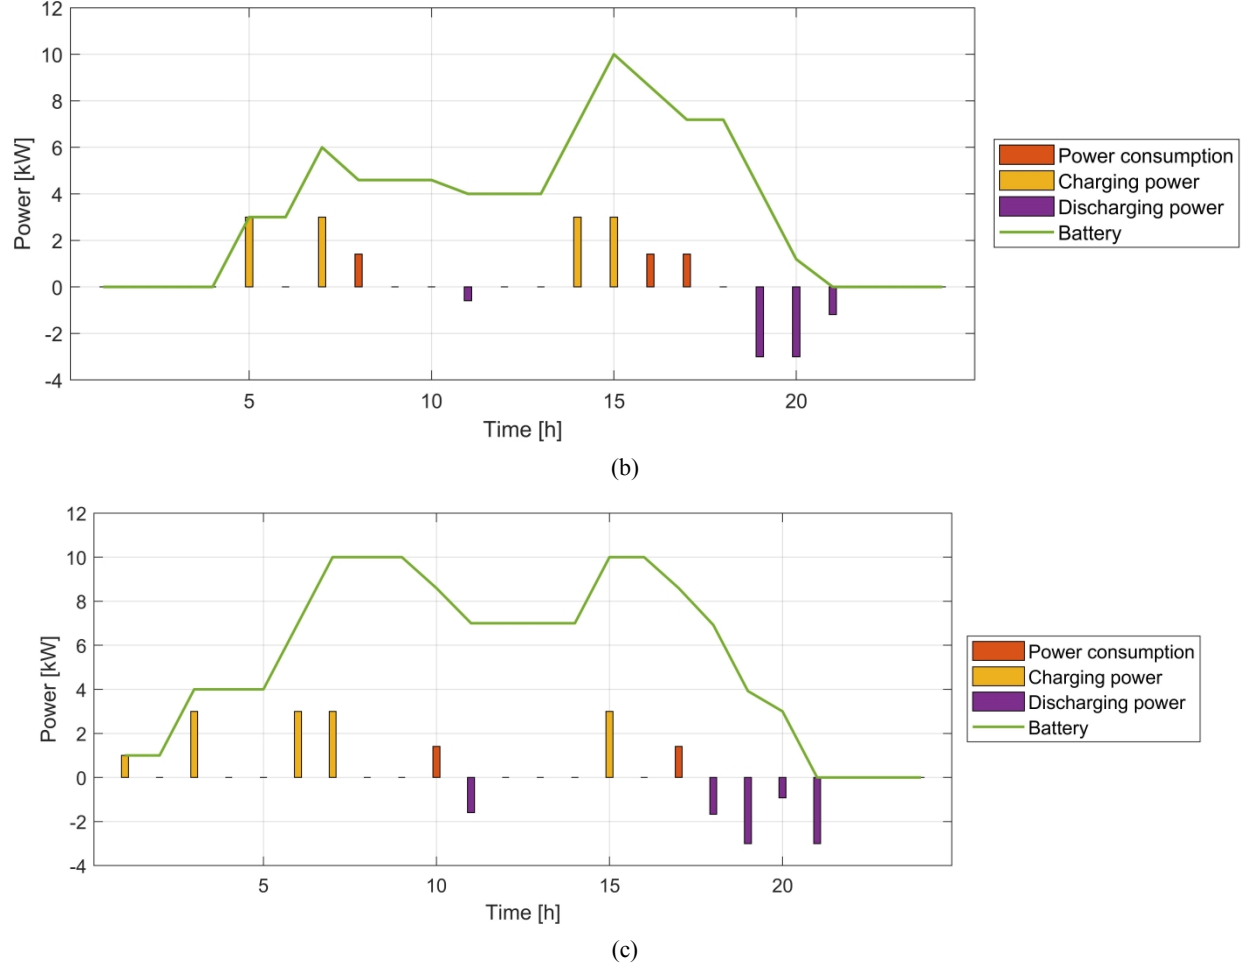 12
10
8
6
4
2
0
-2
-4
Power [kW]
5 10 15 20
Time [h]
Power consumption
Charging power
Discharging power
Battery
(b)
12
10
8
6
4
2
0
-2
-4
Power [kW]
5 10 15 20
Time [h]
Power consumption
Charging power
Discharging power
Battery
(c)